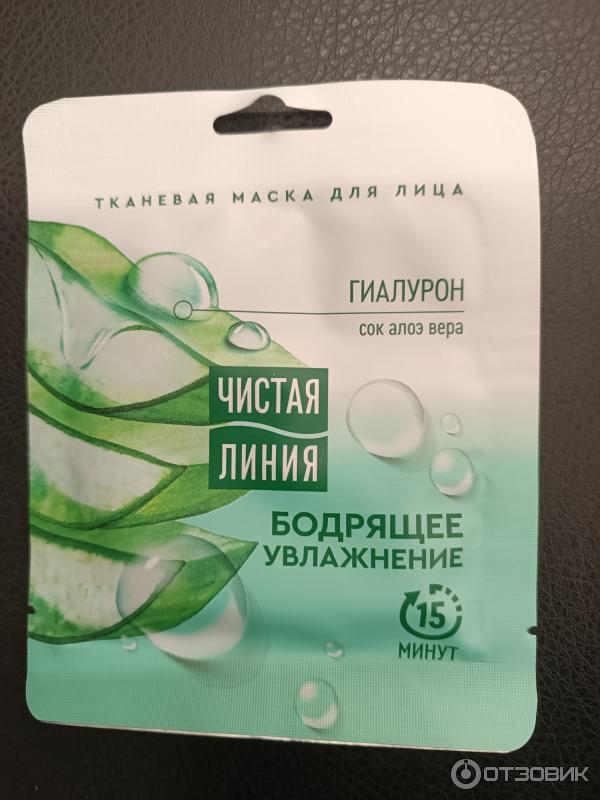 ТКАНЕВАЯ МАСКА ДЛЯ ЛИЦА
ГИАЛУРОН
сок алоэ вера
ЧИСТАЯ
ЛИНИЯ
БОДРЯЩЕЕ
УВЛАЖНЕНИЕ
15
МИНУТ
ОТЗОВИК